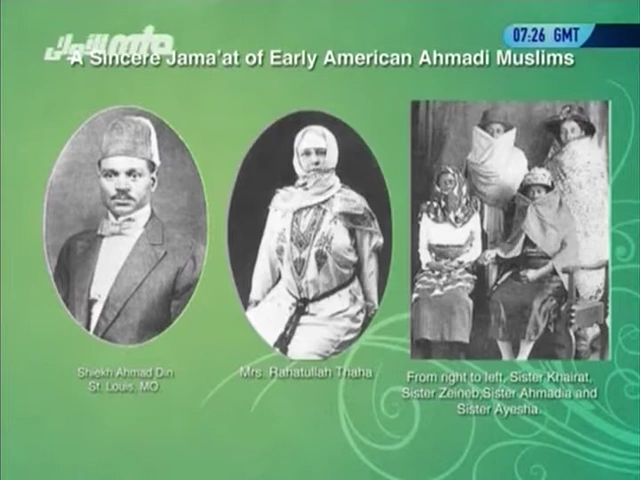 07:26 GMT
mta
A Sincere Jama'at of Early American Ahmadi Muslims
Shiekh Ahmad Din
St. Louis, MO
Mrs. Rahatullah Thaha
From right to left, Sister Khairat,
Sister Zeineb,Sister Ahmadia and
Sister Ayesha